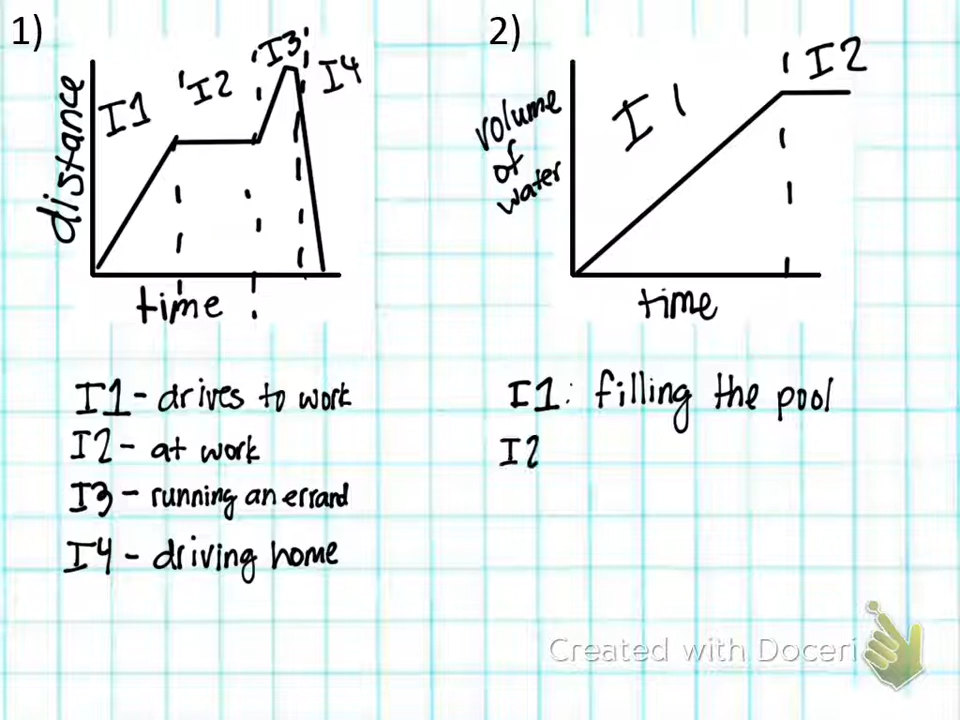 1)
distance
I1
I2
I3
I4
time
I1 - drives to work
I2 - at work
I3 - running an errand
I4 - driving home
2)
volume
of
water
I1
I2
time
I1: filling the pool
I2
Created with Doceri